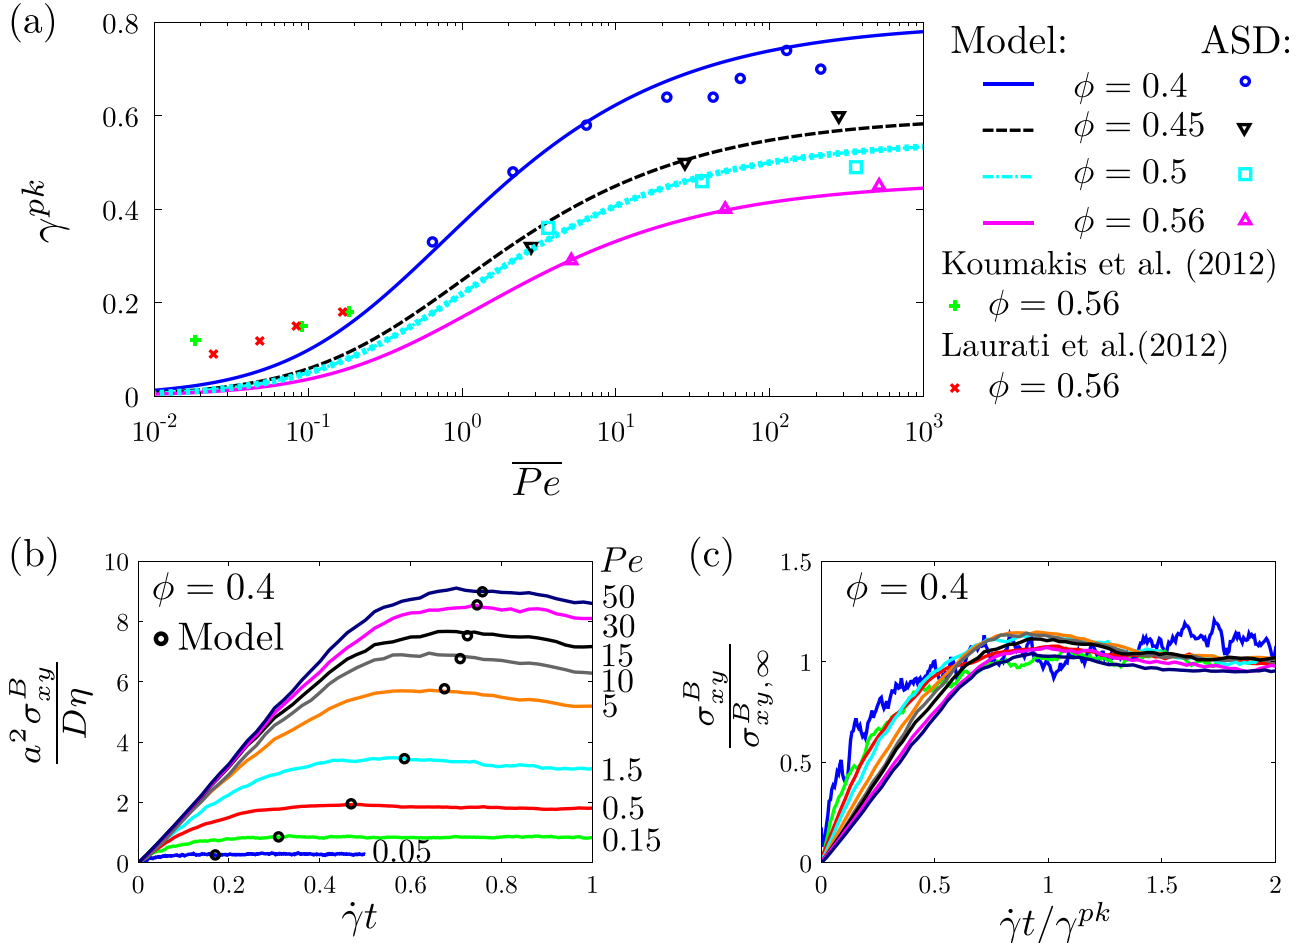 (a)
0.8
0.6
0.4
0.2
0
γ^{pk}
10^{-2} 10^{-1} 10^{0} 10^{1} 10^{2} 10^{3}
\overline{Pe}
Model: ASD:
ϕ = 0.4
ϕ = 0.45
ϕ = 0.5
ϕ = 0.56
Koumakis et al. (2012)
ϕ = 0.56
Laurati et al.(2012)
ϕ = 0.56
(b)
10
8
6
4
2
0
\frac{a^2 σ^B_{xy}}{Dη}
ϕ = 0.4
Model
Pe
50
30
15
10
5
1.5
0.5
0.15
0.05
0 0.2 0.4 0.6 0.8 1
γ̇t
(c)
1.5
1
0.5
0
\frac{σ^B_{xy}}{σ^B_{xy,∞}}
ϕ = 0.4
0 0.5 1 1.5 2
γ̇t/γ^{pk}